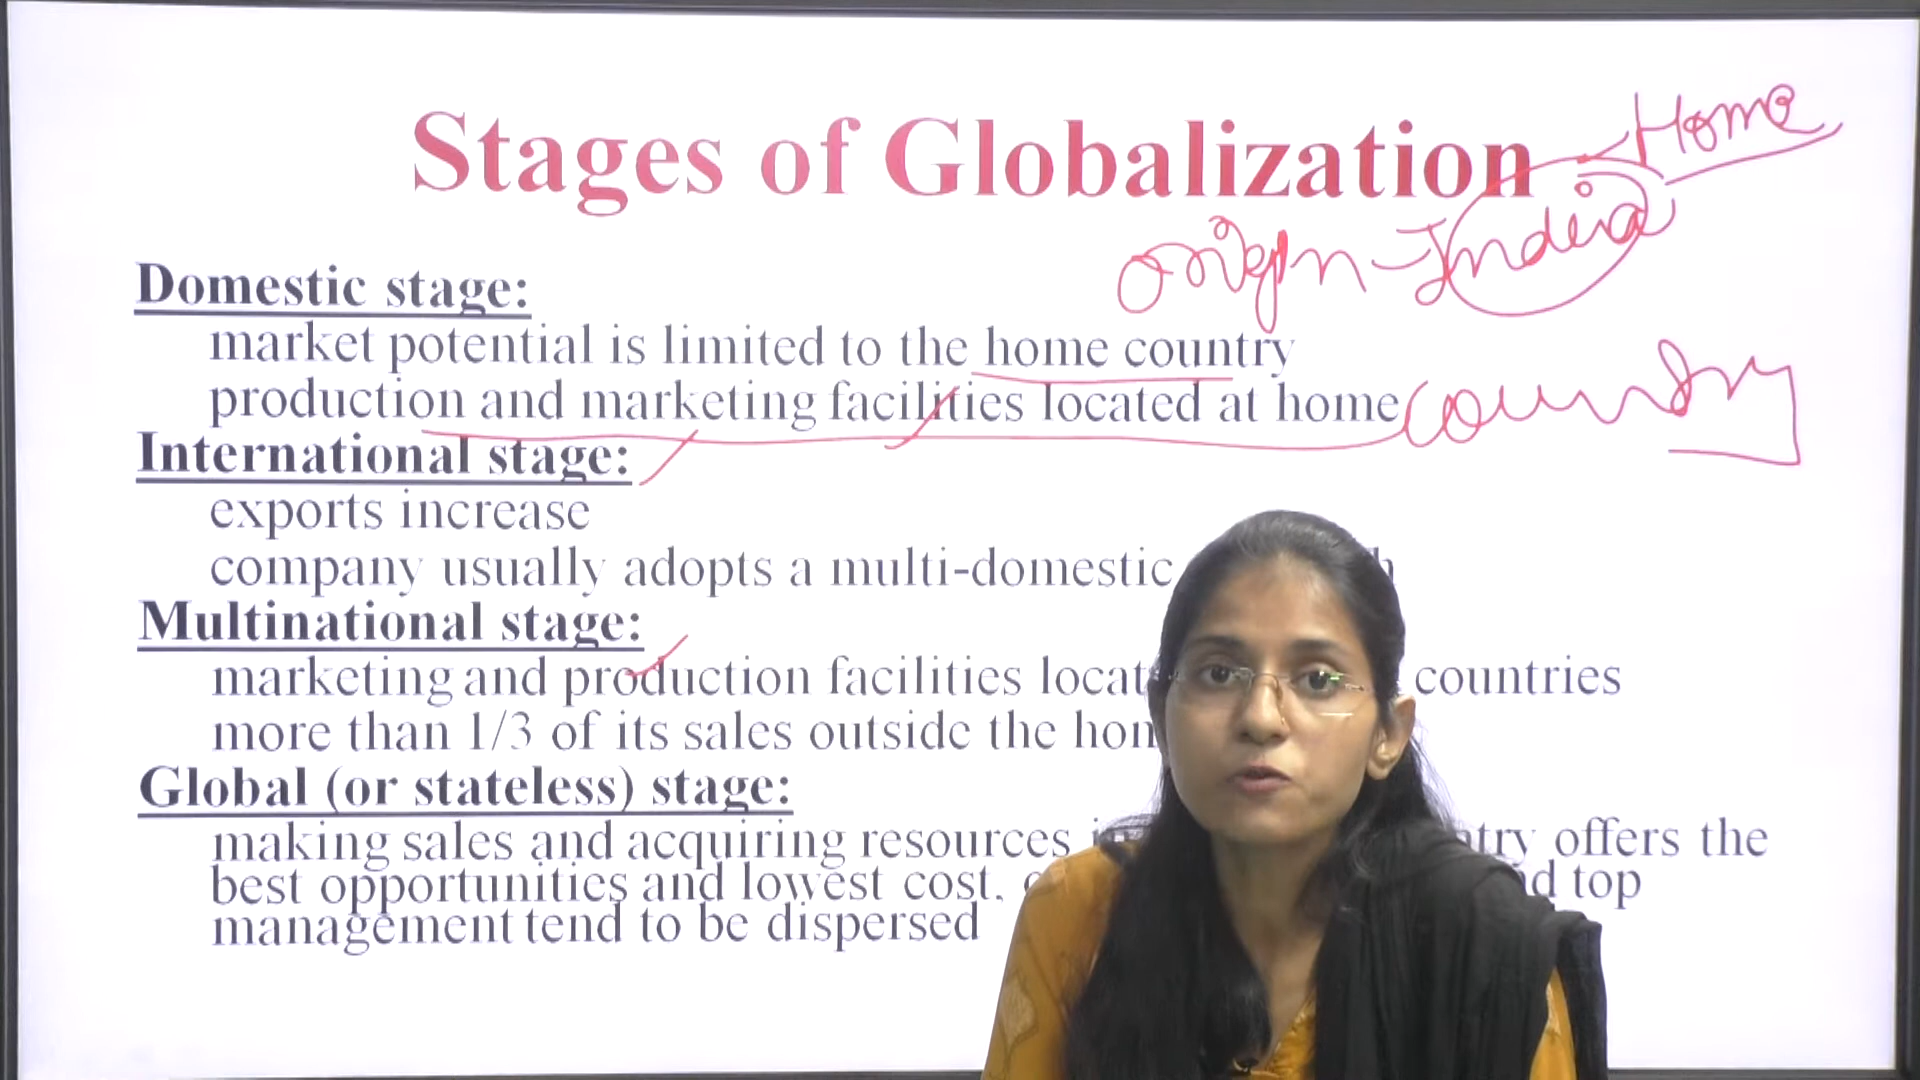 Stages of Globalization
Home
origin - India
Domestic stage:
market potential is limited to the home country
production and marketing facilities located at home country
International stage:
exports increase
company usually adopts a multi-domestic
Multinational stage:
marketing and production facilities countries
more than 1/3 of its sales outside the
Global (or stateless) stage:
making sales and acquiring resources offers the
best opportunities and lowest cost, top
management tend to be dispersed